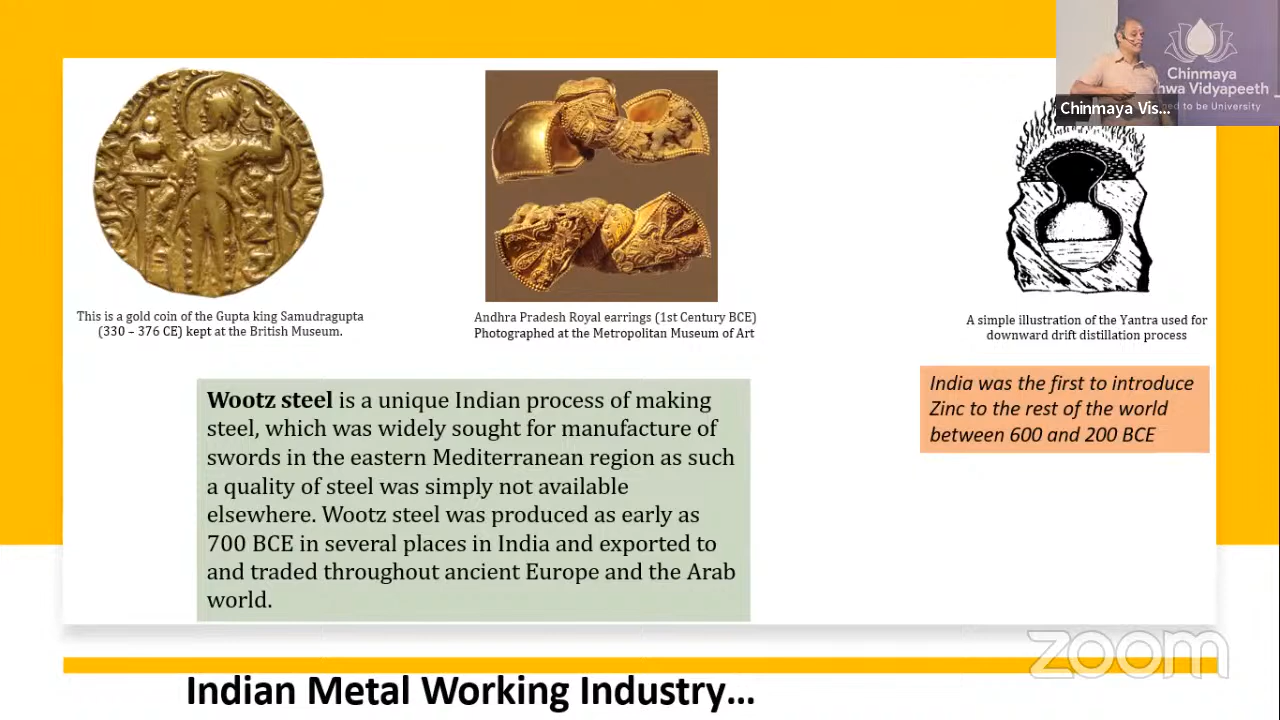 Chinmaya
hwa Vidyapeeth
ned to be University
Chinmaya Vis...
This is a gold coin of the Gupta king Samudragupta
(330 – 376 CE) kept at the British Museum.
Andhra Pradesh Royal earrings (1st Century BCE)
Photographed at the Metropolitan Museum of Art
A simple illustration of the Yantra used for
downward drift distillation process
Wootz steel is a unique Indian process of making
steel, which was widely sought for manufacture of
swords in the eastern Mediterranean region as such
a quality of steel was simply not available
elsewhere. Wootz steel was produced as early as
700 BCE in several places in India and exported to
and traded throughout ancient Europe and the Arab
world.
India was the first to introduce
Zinc to the rest of the world
between 600 and 200 BCE
zoom
Indian Metal Working Industry...